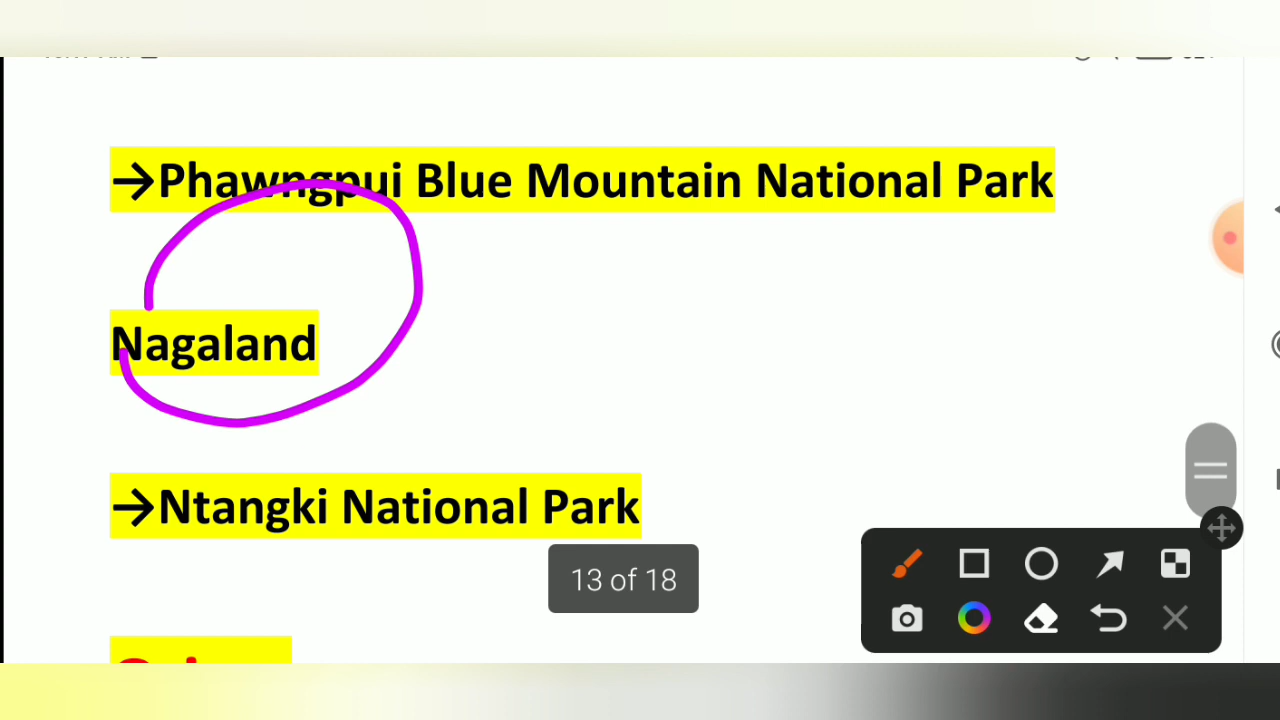 →Phawngpui Blue Mountain National Park
Nagaland
→Ntangki National Park
13 of 18